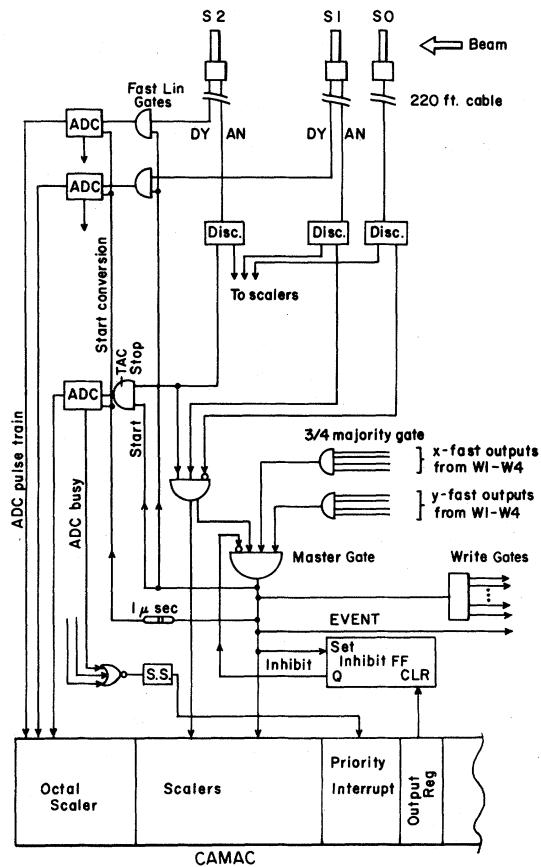 S2
S1
SO
Beam
Fast Lin
Gates
220 ft. cable
ADC
DY
AN
DY
AN
ADC
Disc.
Disc.
Disc.
To scalers
Start conversion
TAC
Stop
ADC
Start
3/4 majority gate
x-fast outputs
from W1-W4
y-fast outputs
from W1-W4
ADC pulse train
ADC busy
Master Gate
Write Gates
1 μ sec
EVENT
Set
Inhibit
Inhibit FF
Q
CLR
S.S.
Octal
Scaler
Scalers
Priority
Interrupt
Output
Reg
CAMAC